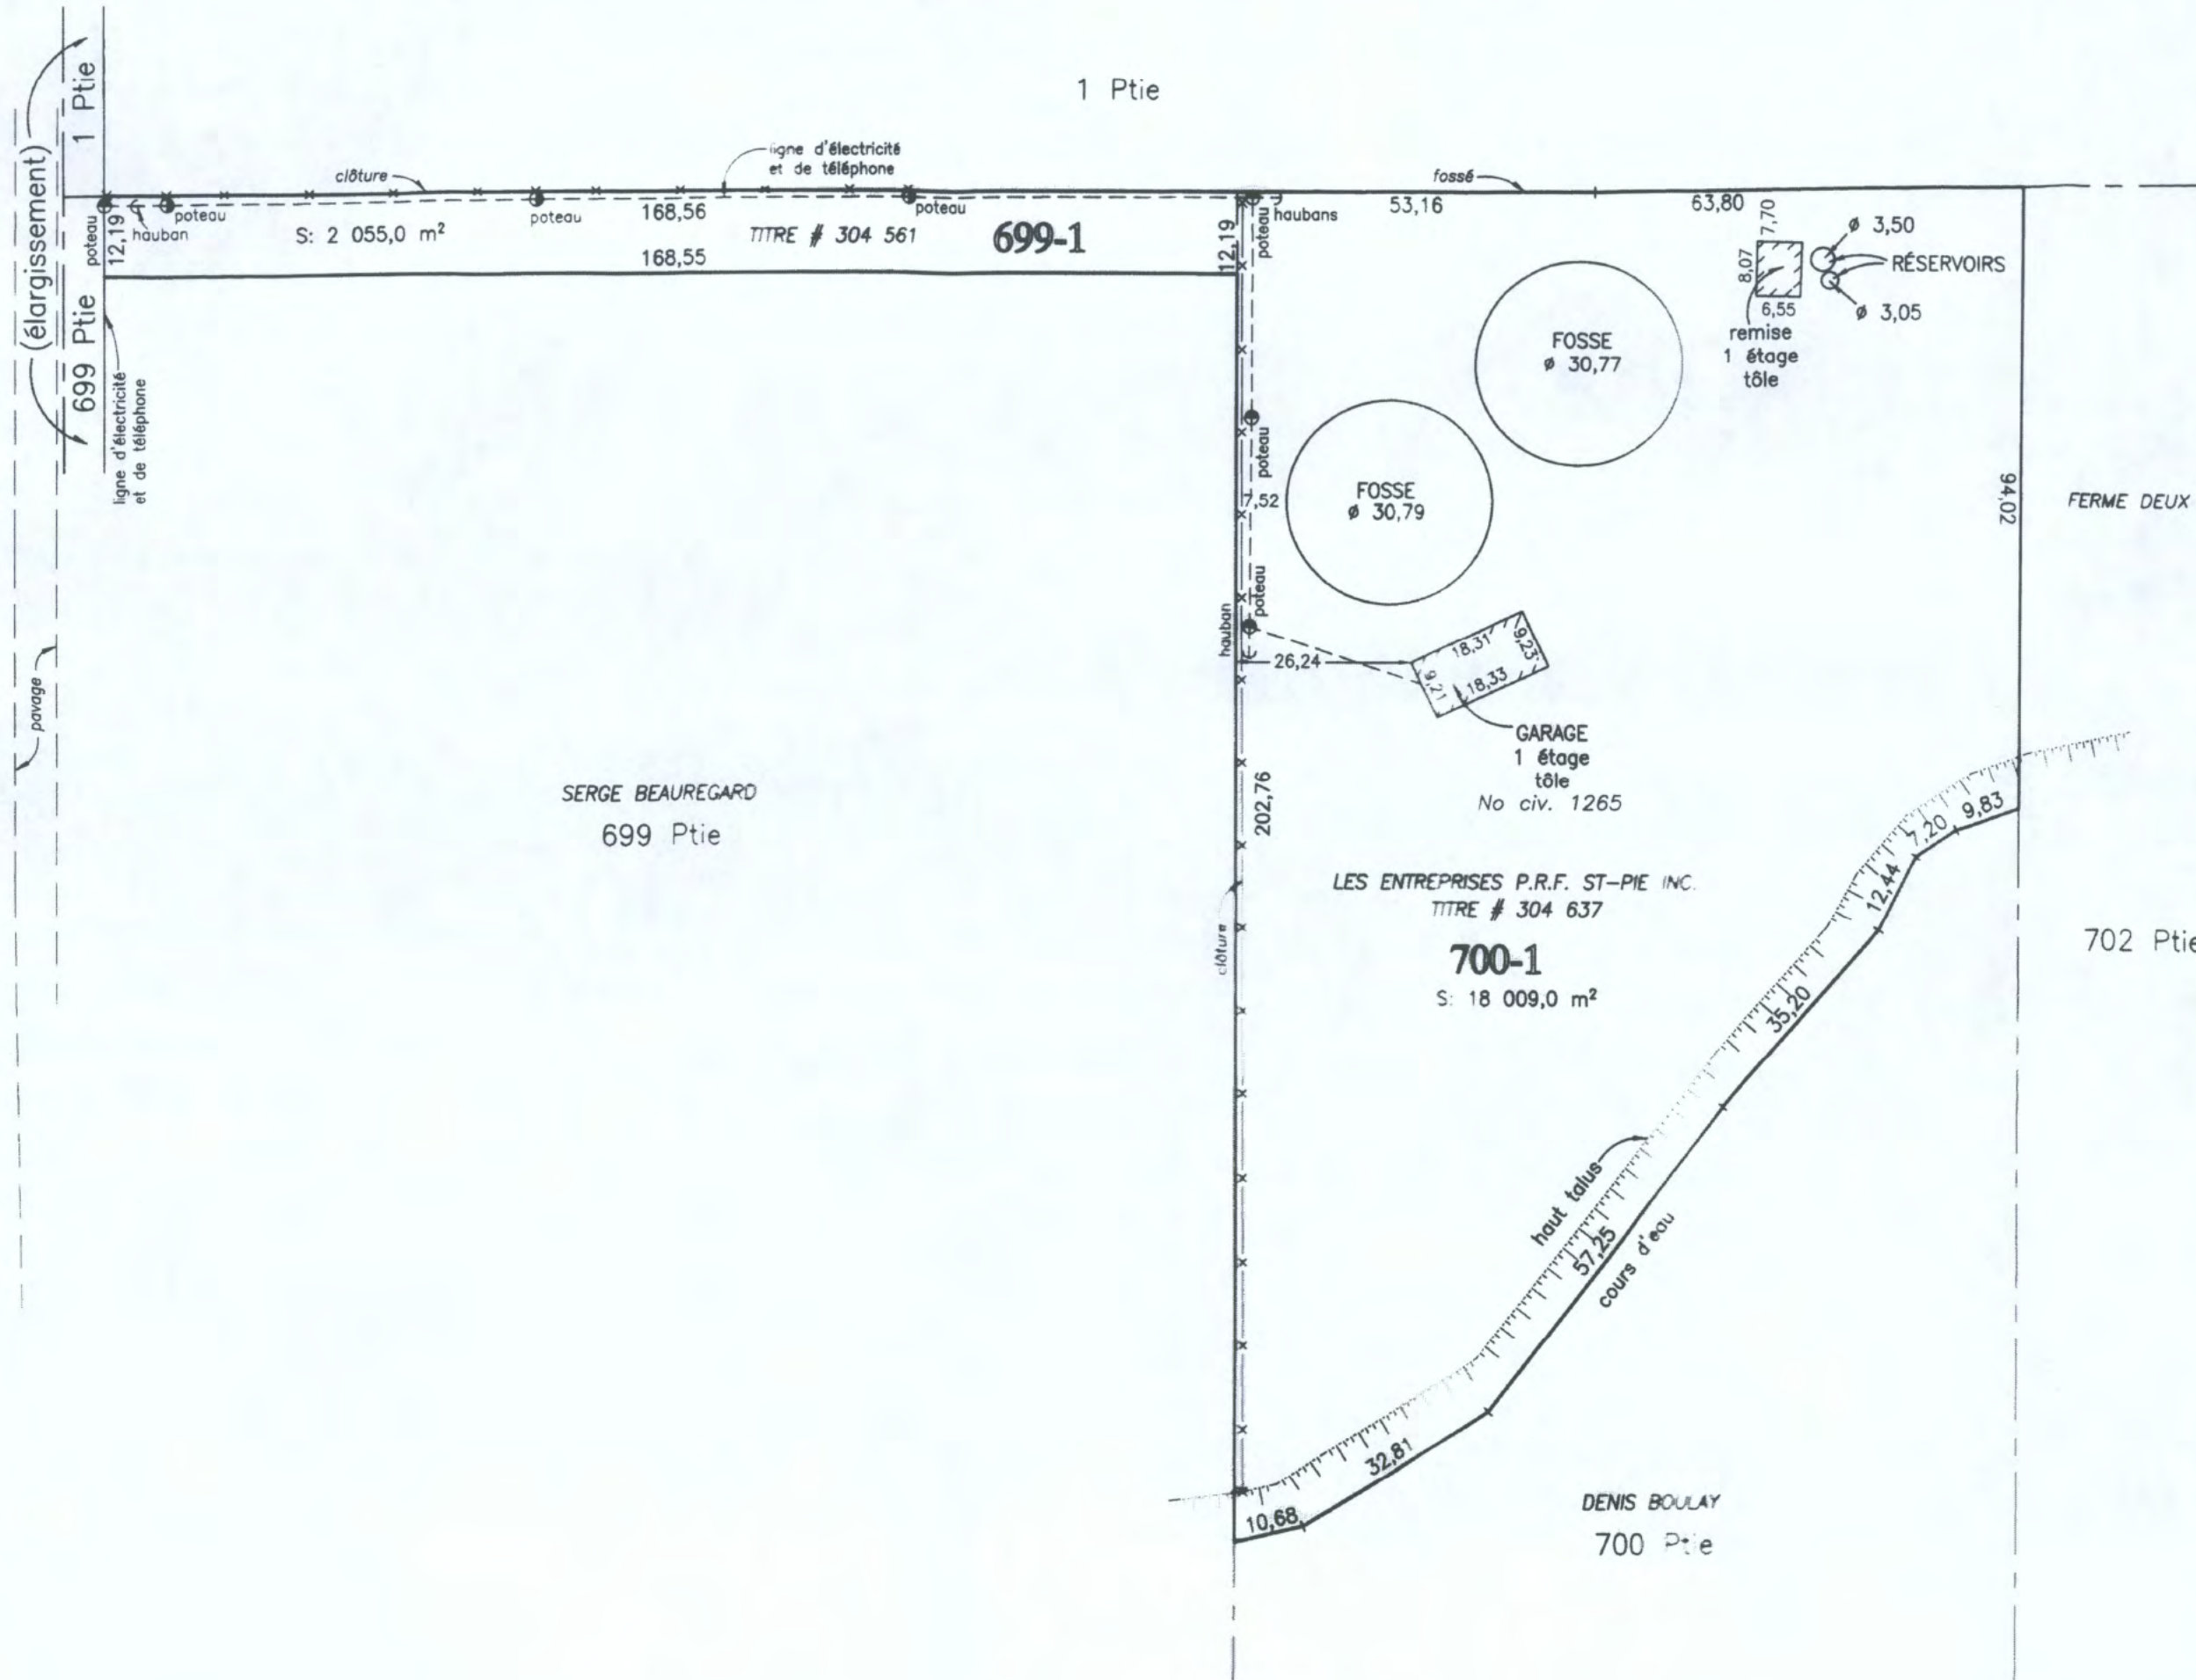 1 Ptie
1 Ptie
(élargissement)
699 Ptie
ligne d'électricité
et de téléphone
pavage
clôture
ligne d'électricité
et de téléphone
fossé
poteau
12,19
hauban
poteau
poteau
168,56
poteau
S: 2 055,0 m²
TITRE # 304 561
699-1
168,55
12,19
poteau
haubans
53,16
63,80
7,70
8,07
6,55
ø 3,50
RÉSERVOIRS
ø 3,05
remise
1 étage
tôle
FOSSE
ø 30,77
FOSSE
ø 30,79
poteau
7,52
poteau
hauban
26,24
18,31
9,23
9,21
18,33
GARAGE
1 étage
tôle
No civ. 1265
94,02
FERME DEUX
SERGE BEAUREGARD
699 Ptie
202,76
clôture
LES ENTREPRISES P.R.F. ST-PIE INC.
TITRE # 304 637
700-1
S: 18 009,0 m²
9,83
7,20
12,44
35,20
702 Ptie
haut talus
57,25
cours d'eau
32,81
10,68
DENIS BOULAY
700 Ptie